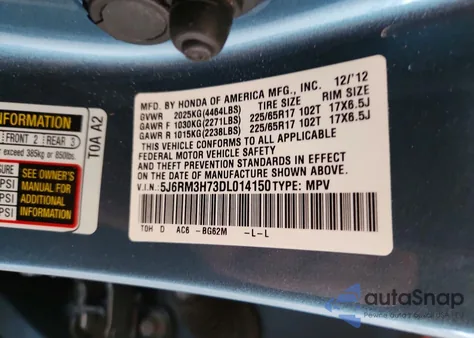 MFD. BY HONDA OF AMERICA MFG., INC. 12/'12
GVWR 2025KG(4464LBS) TIRE SIZE RIM SIZE
GAWR F 1030KG(2271LBS) 225/65R17 102T 17X6.5J
GAWR R 1015KG(2238LBS) 225/65R17 102T 17X6.5J
THIS VEHICLE CONFORMS TO ALL APPLICABLE
FEDERAL MOTOR VEHICLE SAFETY
AND THEFT PREVENTION STANDARDS IN EFFECT
ON THE DATE OF MANUFACTURE SHOWN ABOVE.
V.I.N: 5J6RM3H73DL014150 TYPE: MPV
AC6 -BG62M -L-L
T0A A2
INFORMATION
FRONT 2 REAR 3
exceed 385kg or 850lbs.
PSI
PSI
PSI
SEE OWNER'S
MANUAL FOR
ADDITIONAL
INFORMATION
autoSnap